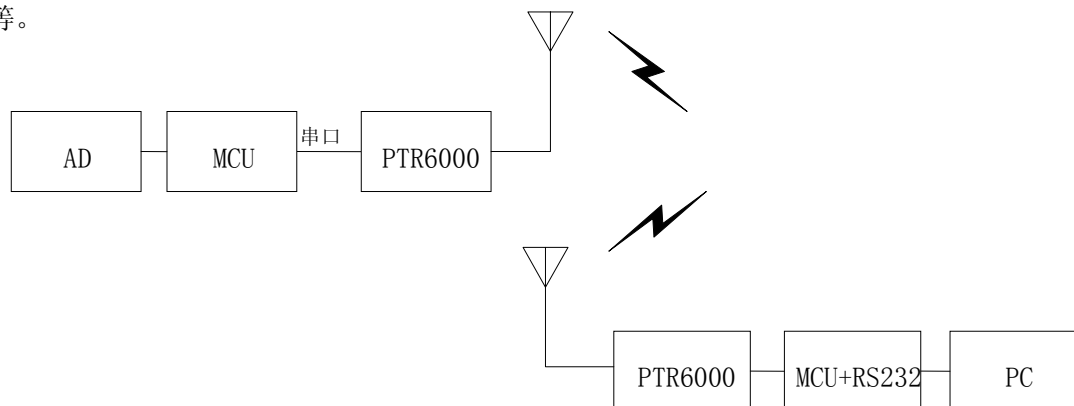 等。
AD
MCU
串口
PTR6000
PTR6000
MCU+RS232
PC